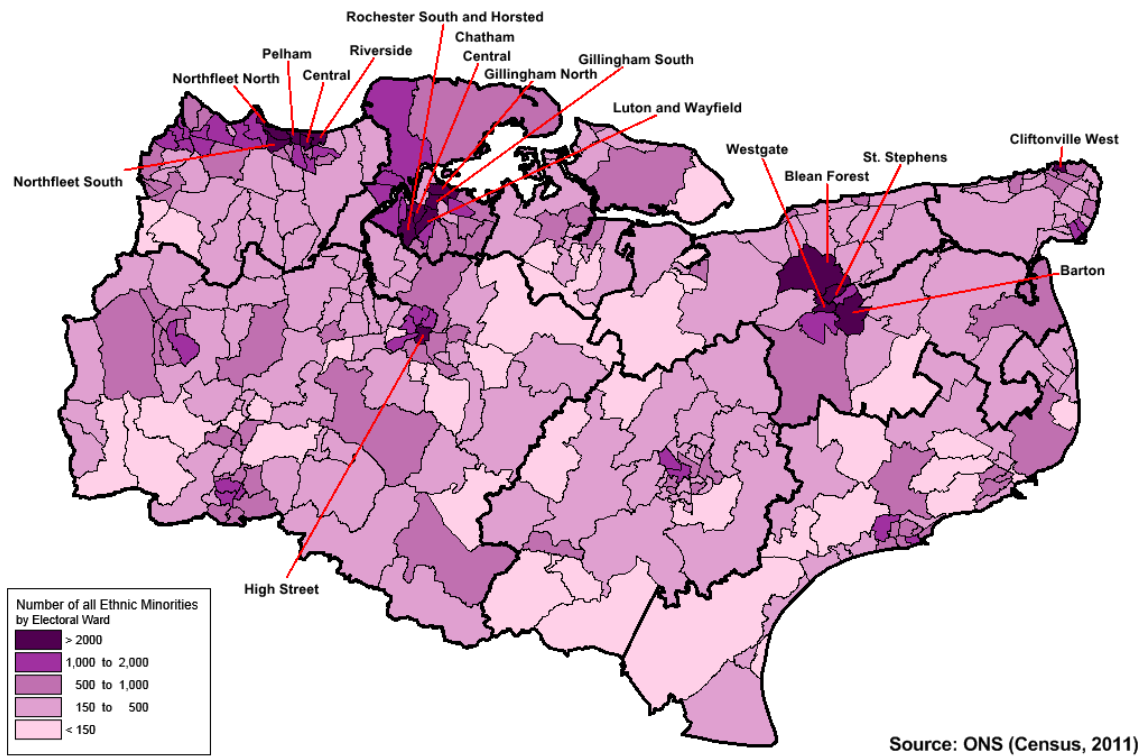 Rochester South and Horsted
Chatham
Central
Pelham
Riverside
Gillingham South
Northfleet North
Central
Gillingham North
Luton and Wayfield
Westgate
St. Stephens
Cliftonville West
Blean Forest
Northfleet South
Barton
High Street
Number of all Ethnic Minorities
by Electoral Ward
> 2000
1,000 to 2,000
500 to 1,000
150 to 500
< 150
Source: ONS (Census, 2011)